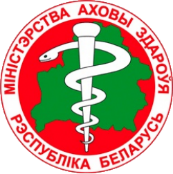 МІНІСТЭРСТВА АХОВЫ ЗДАРОЎЯ
РЭСПУБЛІКА БЕЛАРУСЬ